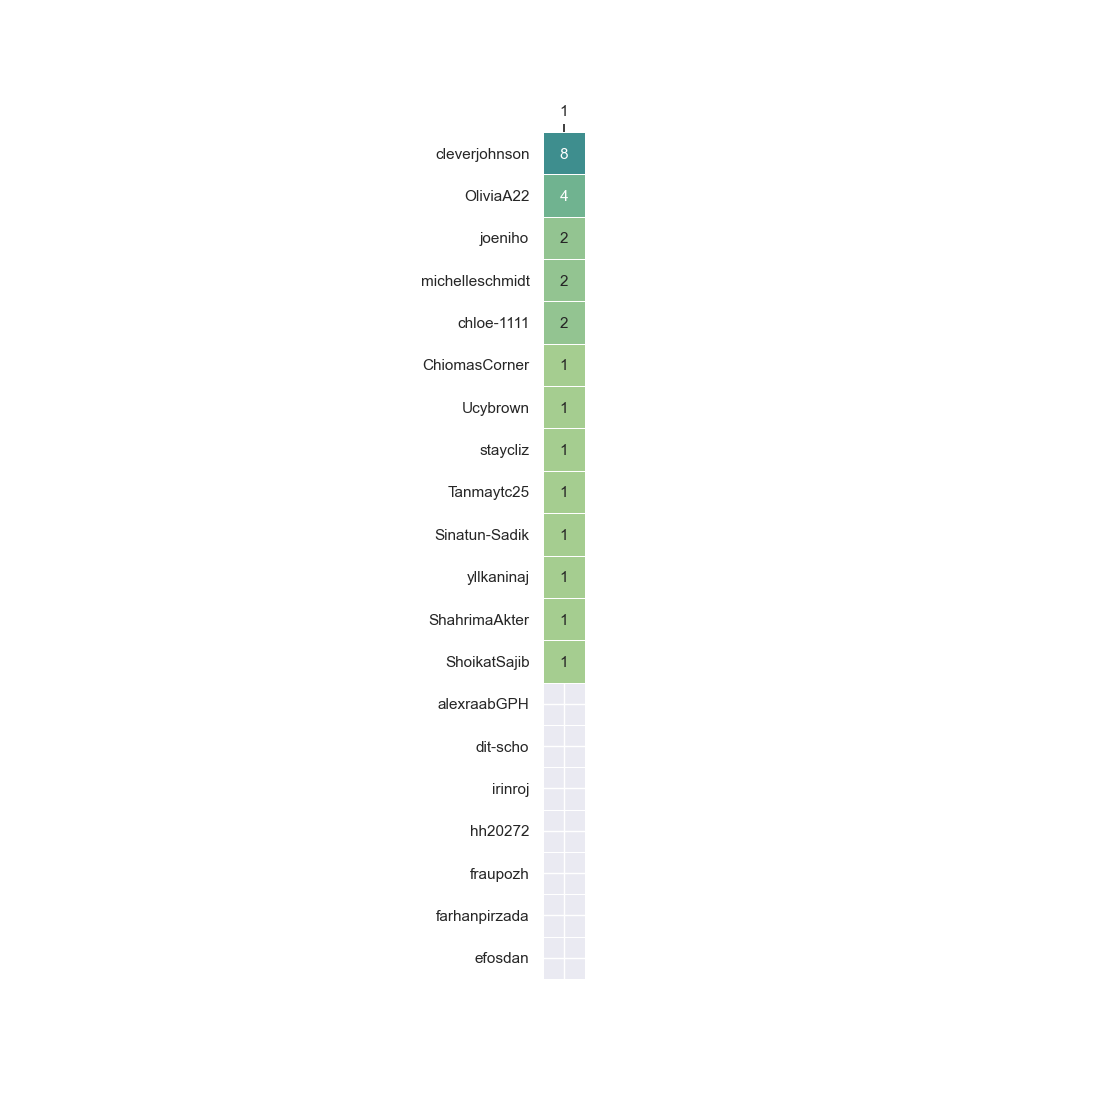 1
cleverjohnson 8
OliviaA22 4
joeniho 2
michelleschmidt 2
chloe-1111 2
ChiomasCorner 1
Ucybrown 1
staycliz 1
Tanmaytc25 1
Sinatun-Sadik 1
yllkaninaj 1
ShahrimaAkter 1
ShoikatSajib 1
alexraabGPH
dit-scho
irinroj
hh20272
fraupozh
farhanpirzada
efosdan